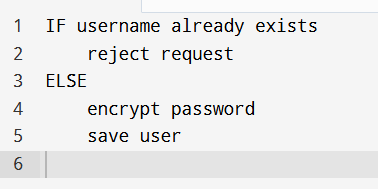 1 IF username already exists
2     reject request
3 ELSE
4     encrypt password
5     save user
6